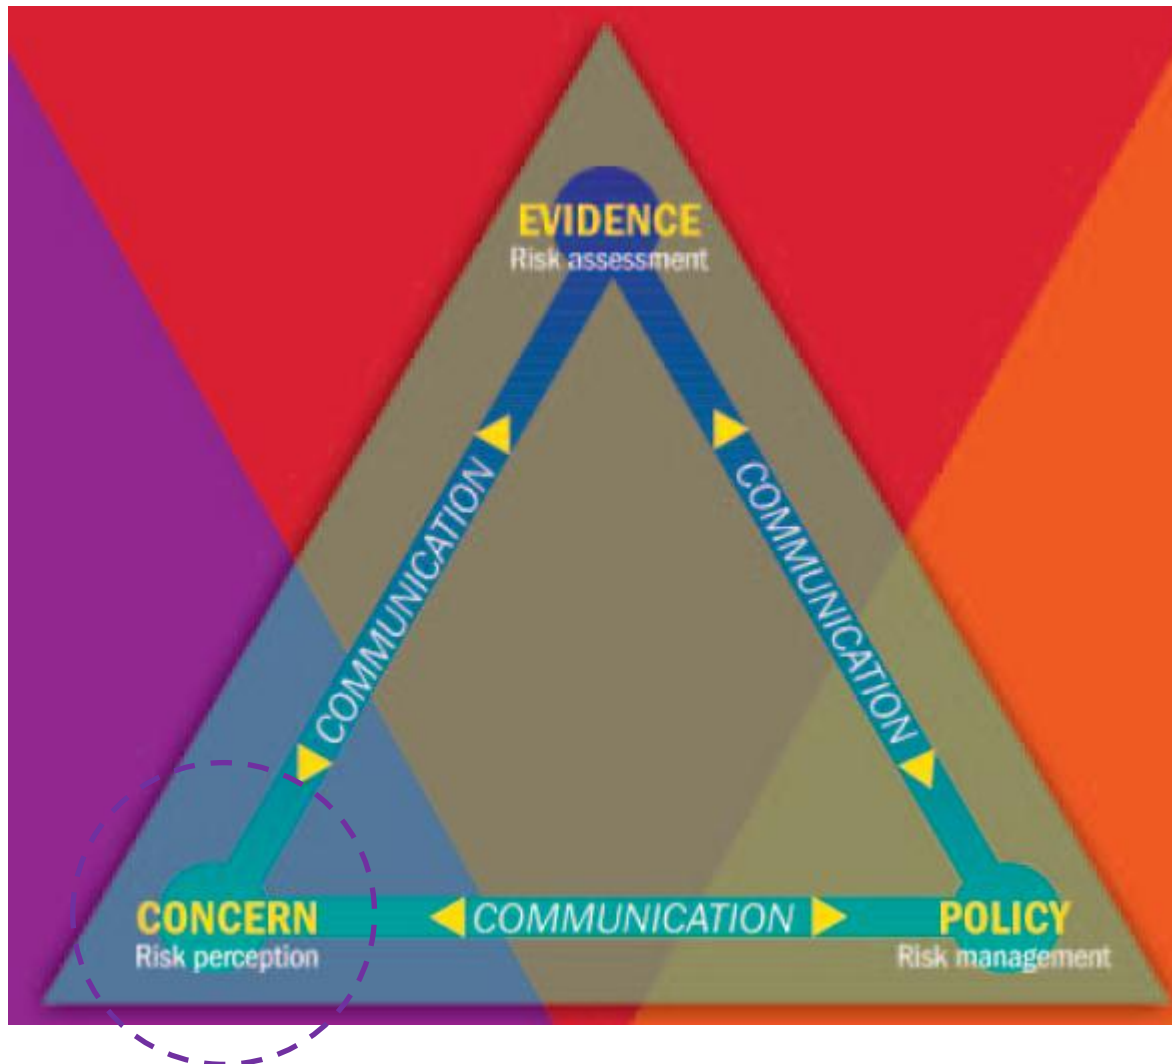 EVIDENCE
Risk assessment
COMMUNICATION
COMMUNICATION
CONCERN
Risk perception
COMMUNICATION
POLICY
Risk management